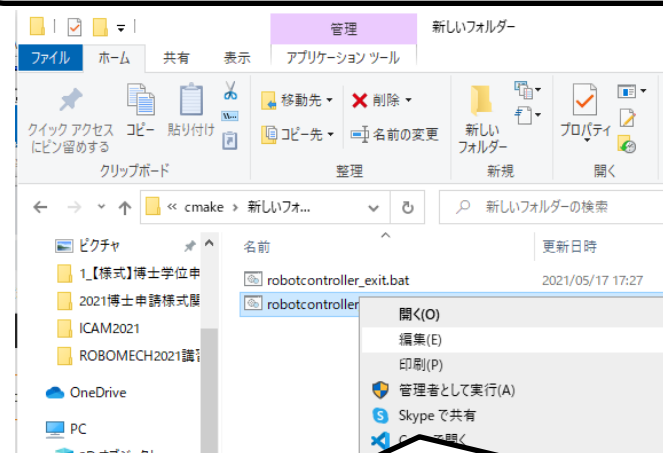 管理
新しいフォルダー
ファイル ホーム 共有 表示 アプリケーション ツール
クイック アクセス
にピン留めする
コピー
貼り付け
移動先
削除
コピー先
名前の変更
新しい
フォルダー
プロパティ
クリップボード 整理 新規 開く
« cmake › 新しいフォ...
新しいフォルダーの検索
ピクチャ
名前 更新日時
1_【様式】博士学位申
robotcontroller_exit.bat 2021/05/17 17:27
2021博士申請様式関
robotcontroller
ICAM2021
ROBOMECH2021講
OneDrive
PC
開く(O)
編集(E)
印刷(P)
管理者として実行(A)
Skype で共有